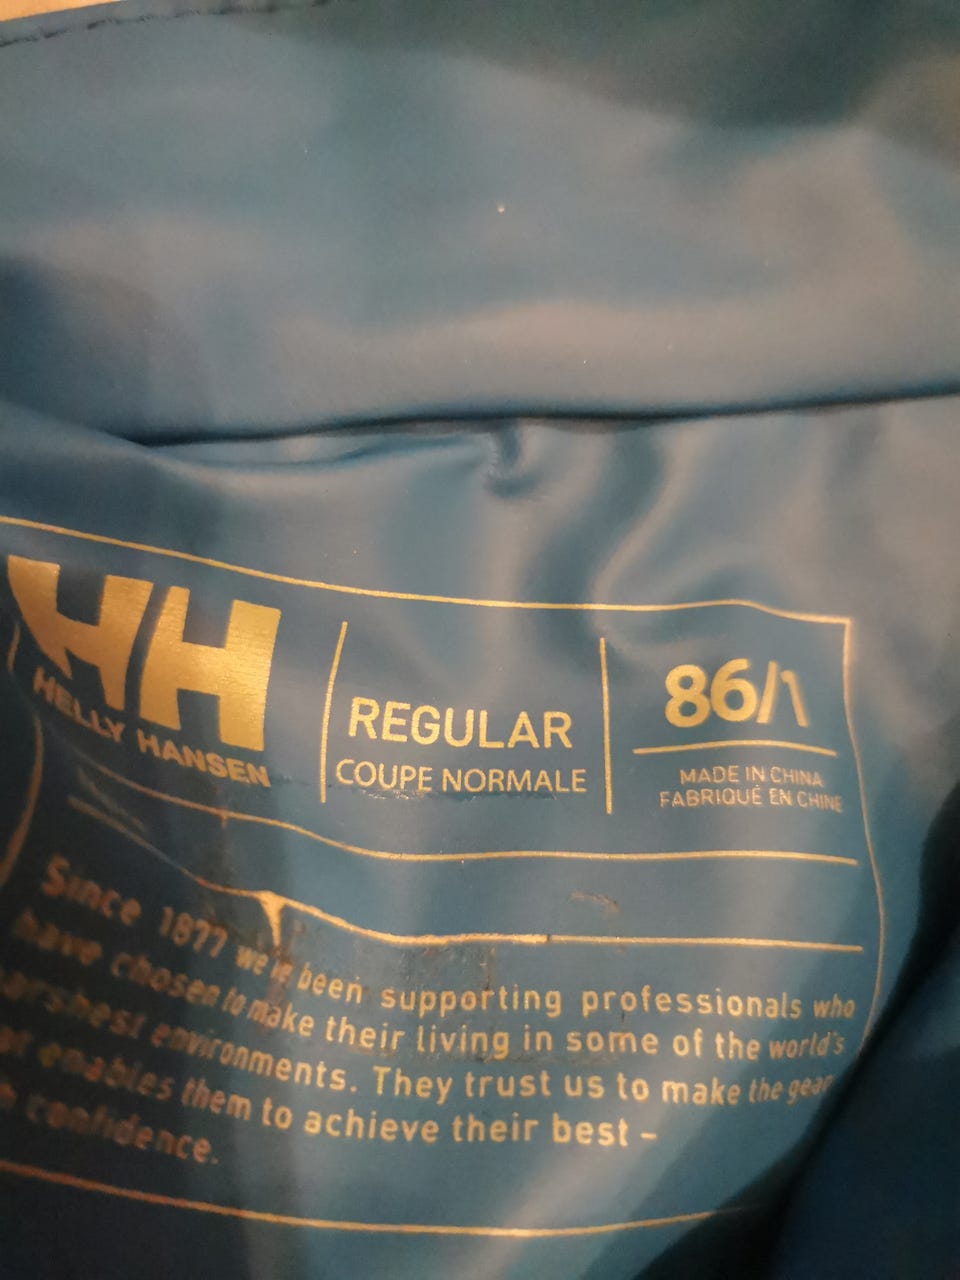 HH
HELLY HANSEN
REGULAR
COUPE NORMALE
86/1
MADE IN CHINA
FABRIQUÉ EN CHINE
Since 1877 we've been supporting professionals who
have chosen to make their living in some of the world's
harshest environments. They trust us to make the gear
enables them to achieve their best –
confidence.